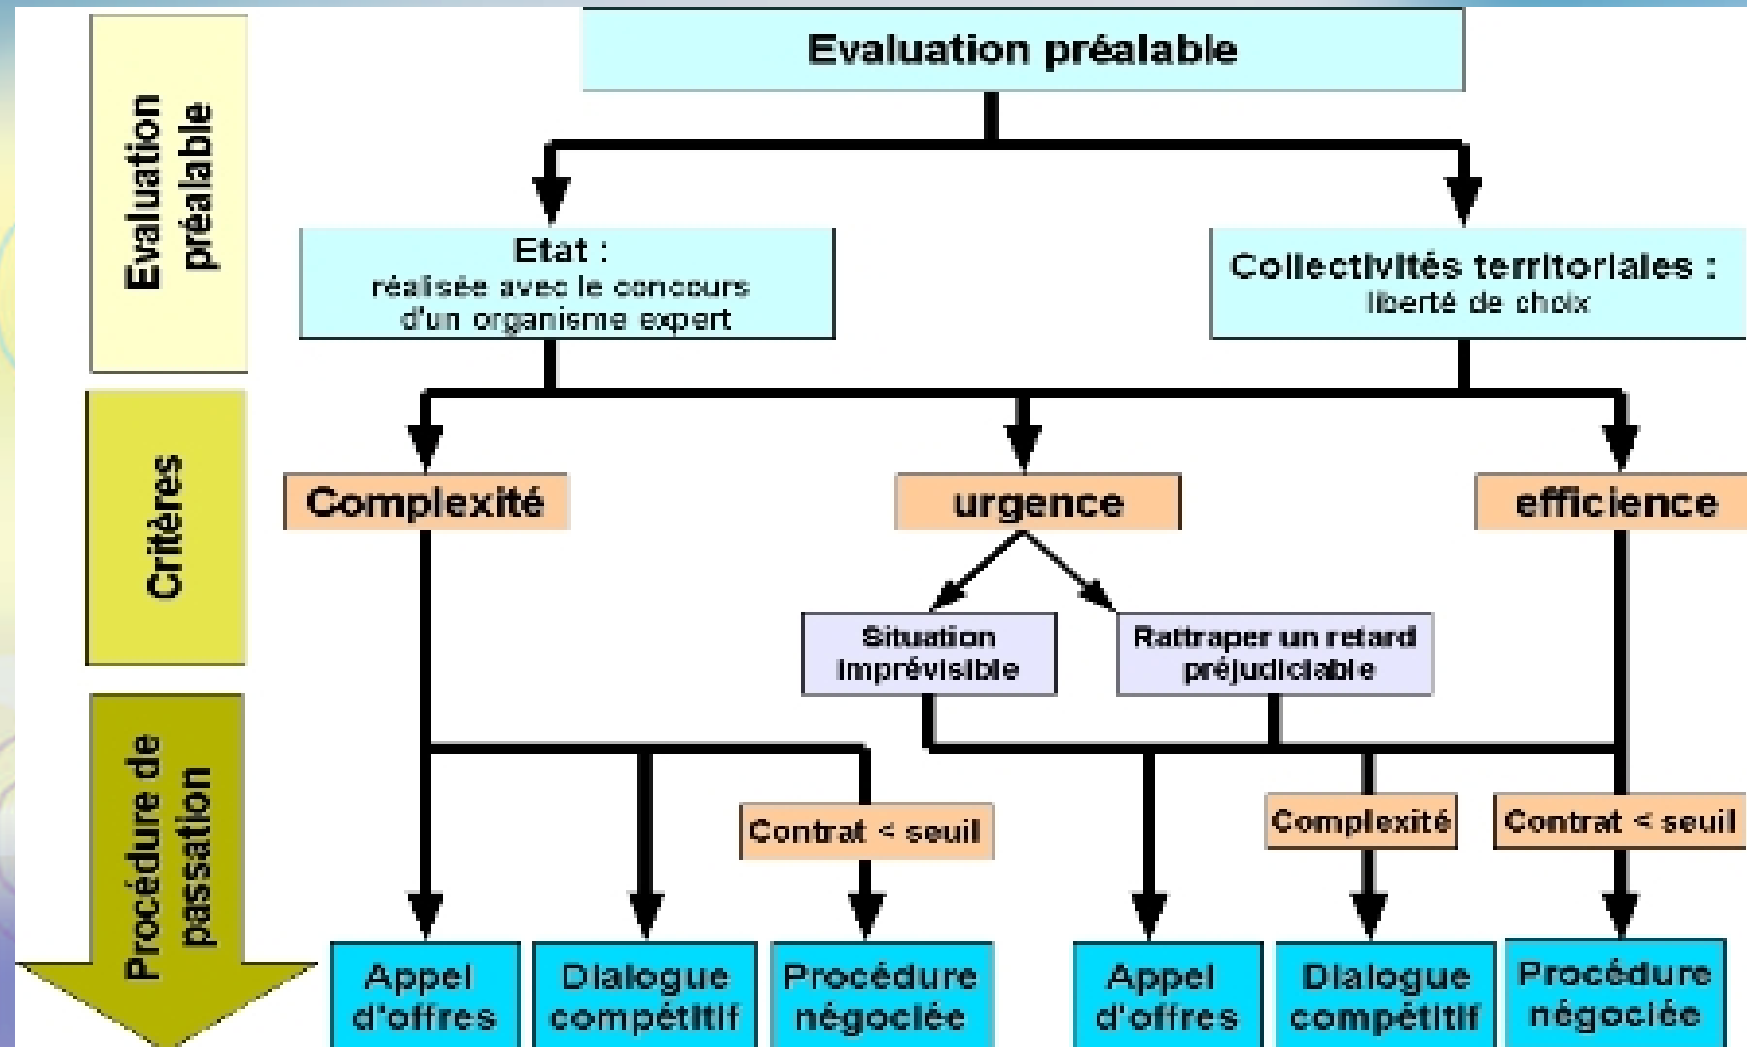 Evaluation préalable
Evaluation
préalable
Etat :
réalisée avec le concours
d'un organisme expert
Collectivités territoriales :
liberté de choix
Critères
Complexité
urgence
efficience
Situation
imprévisible
Rattraper un retard
préjudiciable
Procédure de
passation
Contrat < seuil
Complexité
Contrat < seuil
Appel
d'offres
Dialogue
compétitif
Procédure
négociée
Appel
d'offres
Dialogue
compétitif
Procédure
négociée